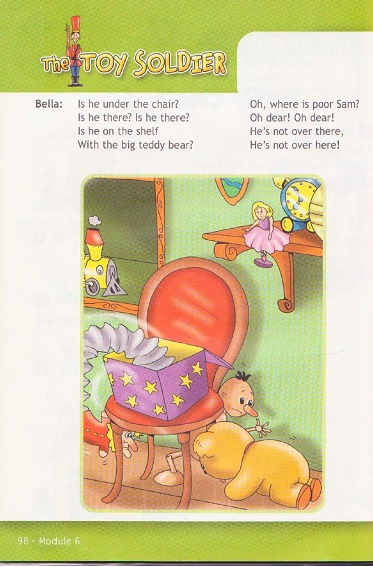 The TOY SOLDIER
Bella: Is he under the chair?
Is he there? Is he there?
Is he on the shelf
With the big teddy bear?
Oh, where is poor Sam?
Oh dear! Oh dear!
He's not over there,
He's not over here!
98 - Module 6